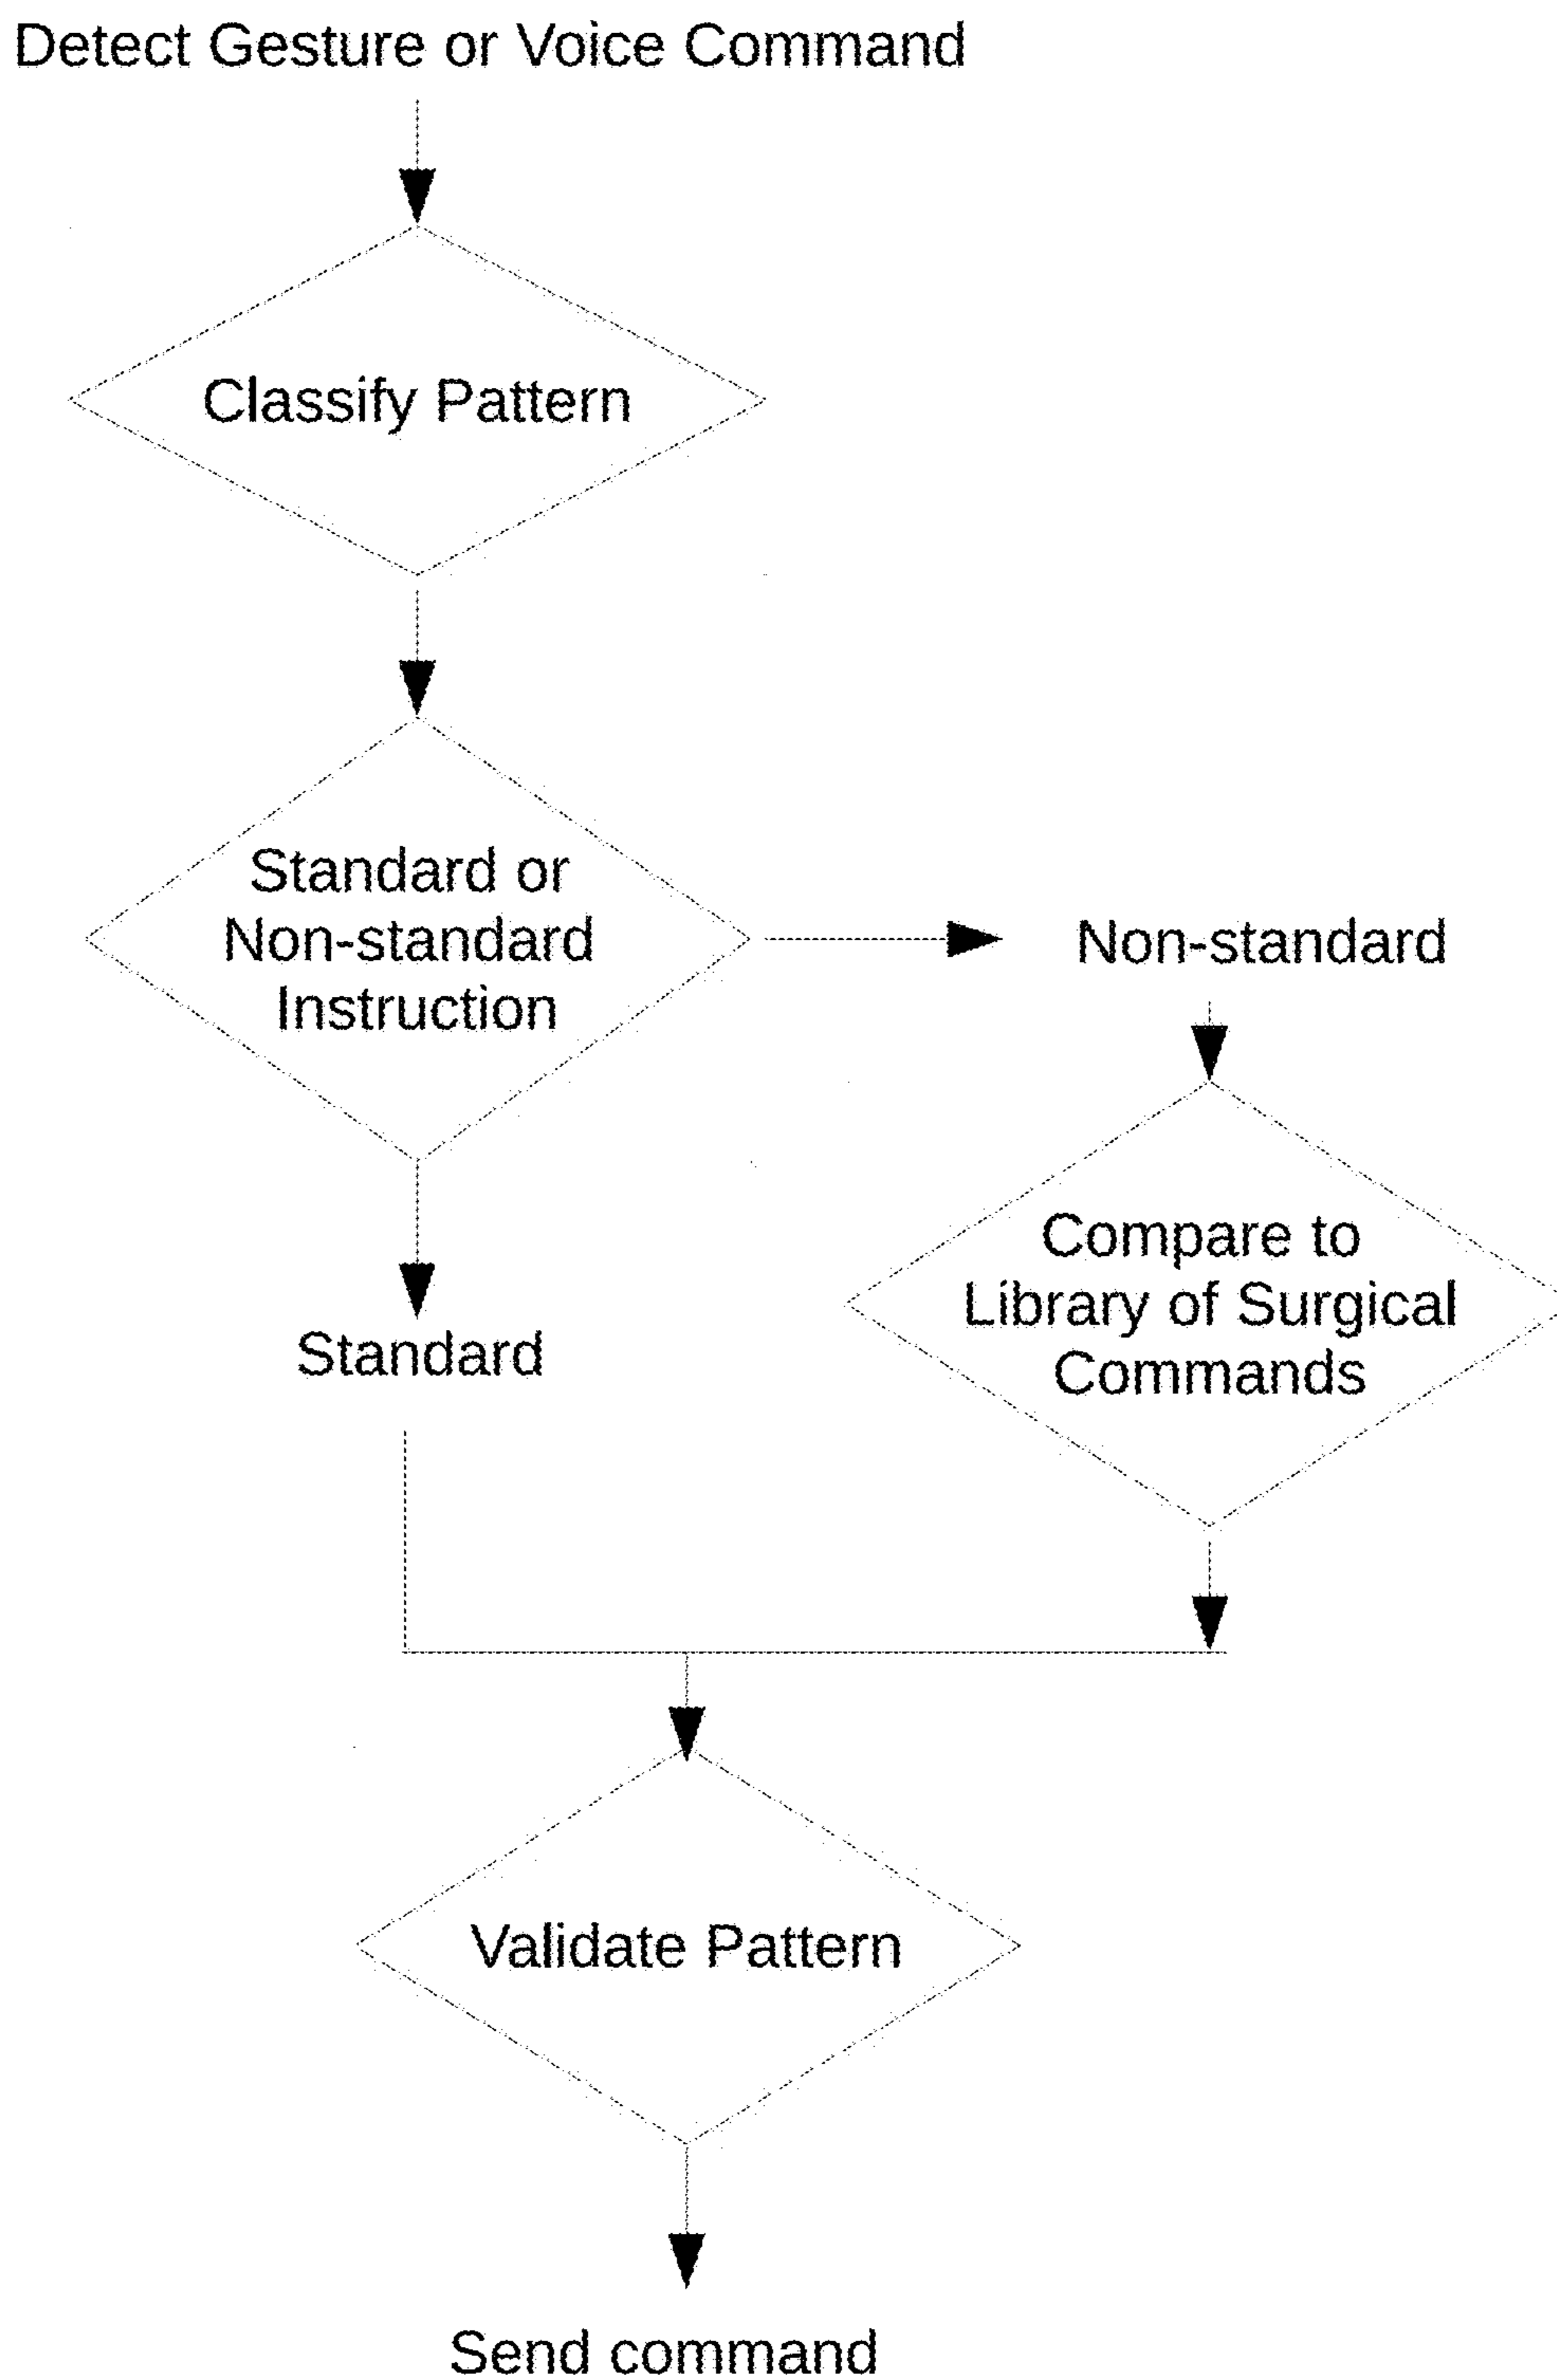 Detect Gesture or Voice Command
Classify Pattern
Standard or
Non-standard
Instruction
Non-standard
Compare to
Library of Surgical
Commands
Standard
Validate Pattern
Send command